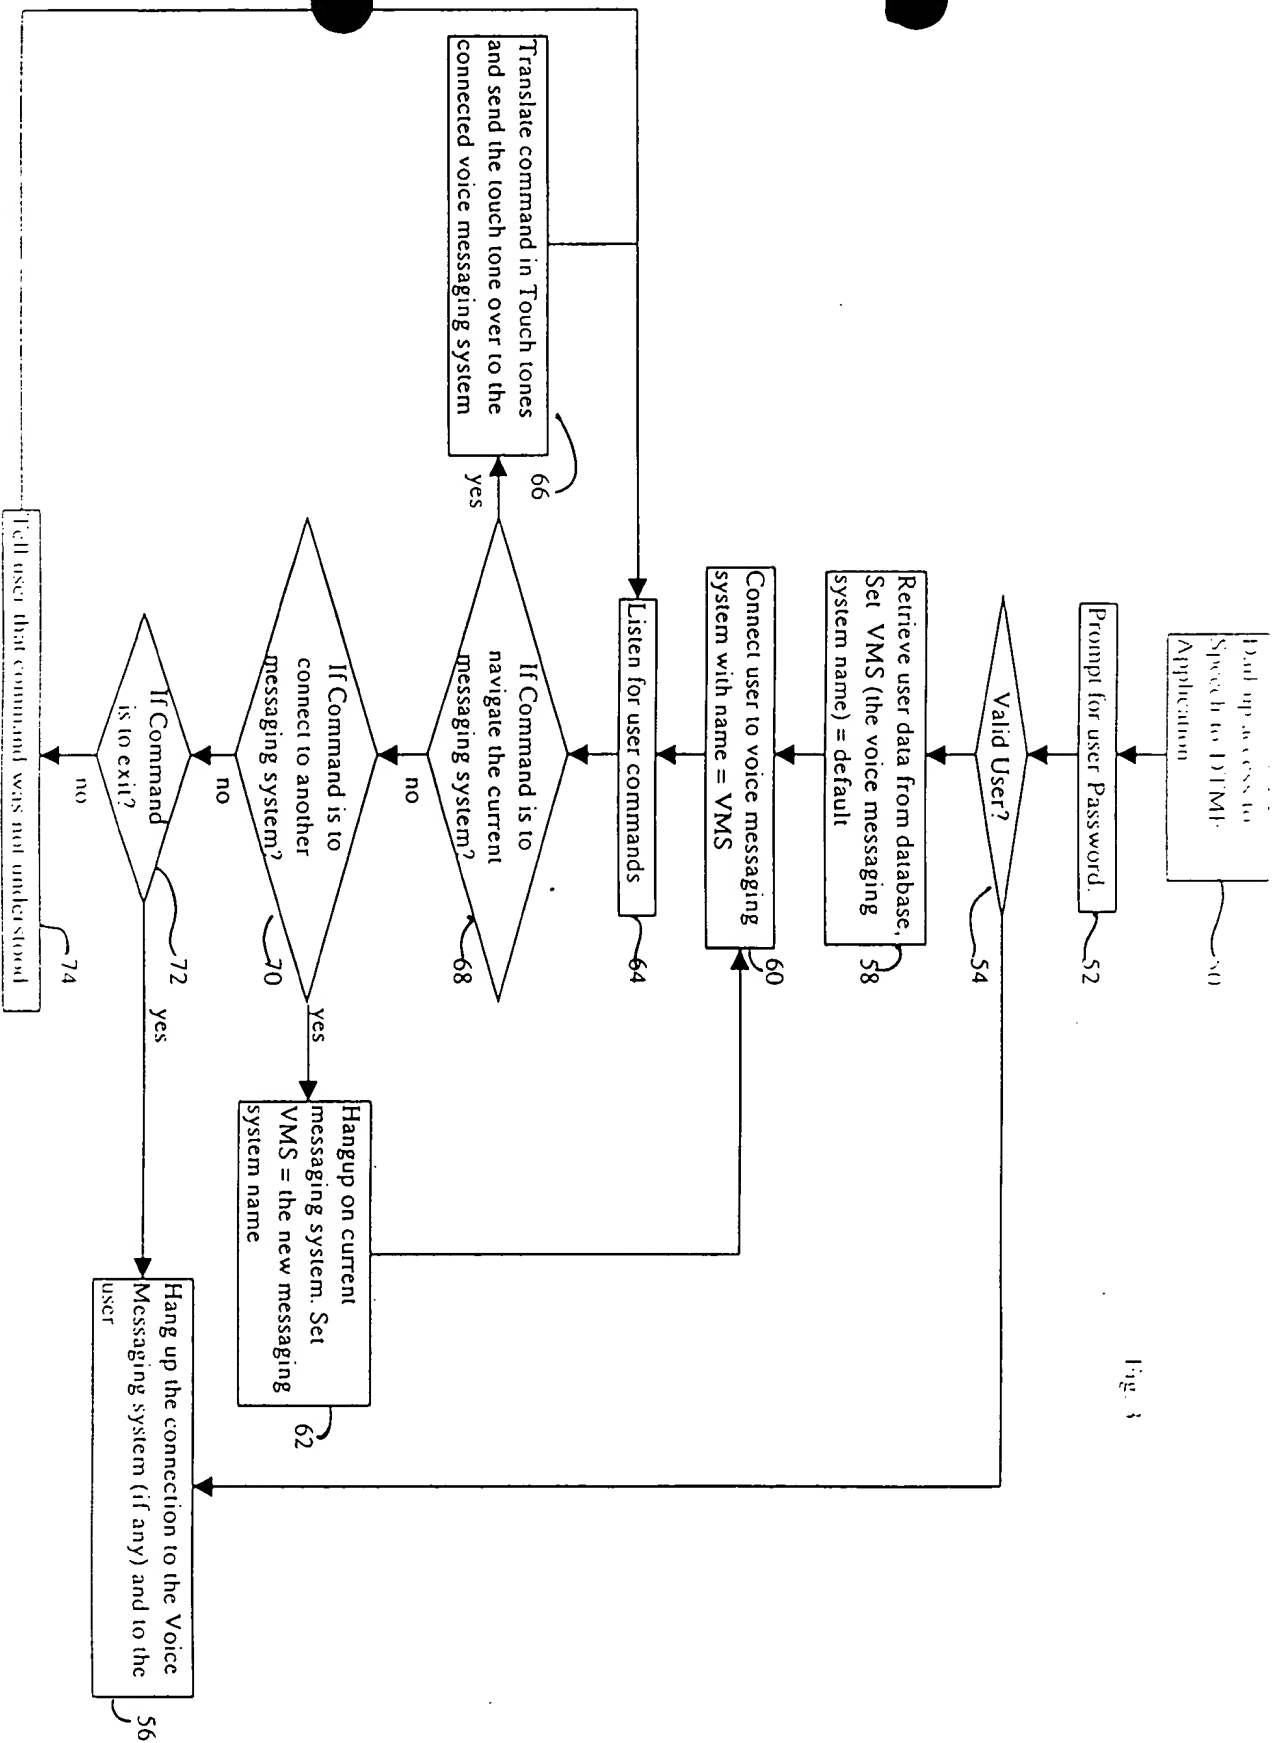 Fig. 3
Dial up access to
Speech to DTMF
Application
50
Prompt for user Password.
52
Valid User?
54
Retrieve user data from database,
Set VMS (the voice messaging
system name) = default
58
Connect user to voice messaging
system with name = VMS
60
Listen for user commands
64
Translate command in Touch tones
and send the touch tone over to the
connected voice messaging system
66
yes
If Command is to
navigate the current
messaging system?
68
no
If Command is to
connect to another
messaging system?
70
yes
Hangup on current
messaging system. Set
VMS = the new messaging
system name
62
no
If Command
is to exit?
72
yes
Hang up the connection to the Voice
Messaging system (if any) and to the
user
56
no
Tell user that command was not understood
74